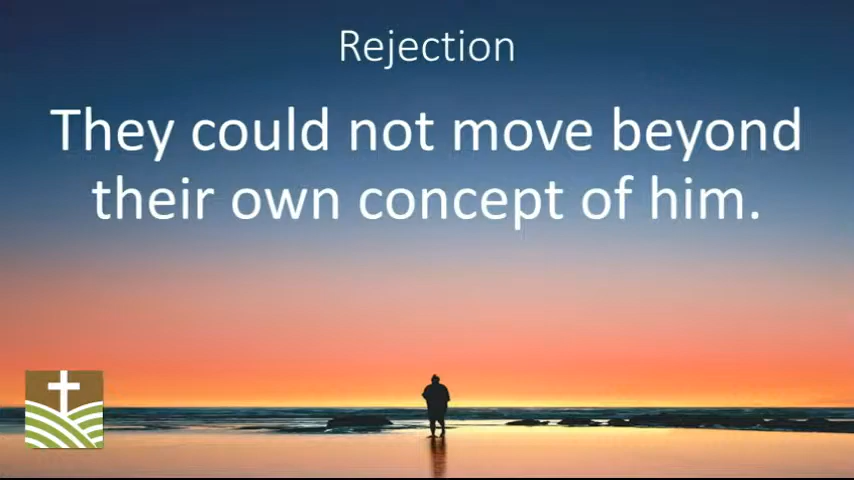 Rejection
They could not move beyond
their own concept of him.